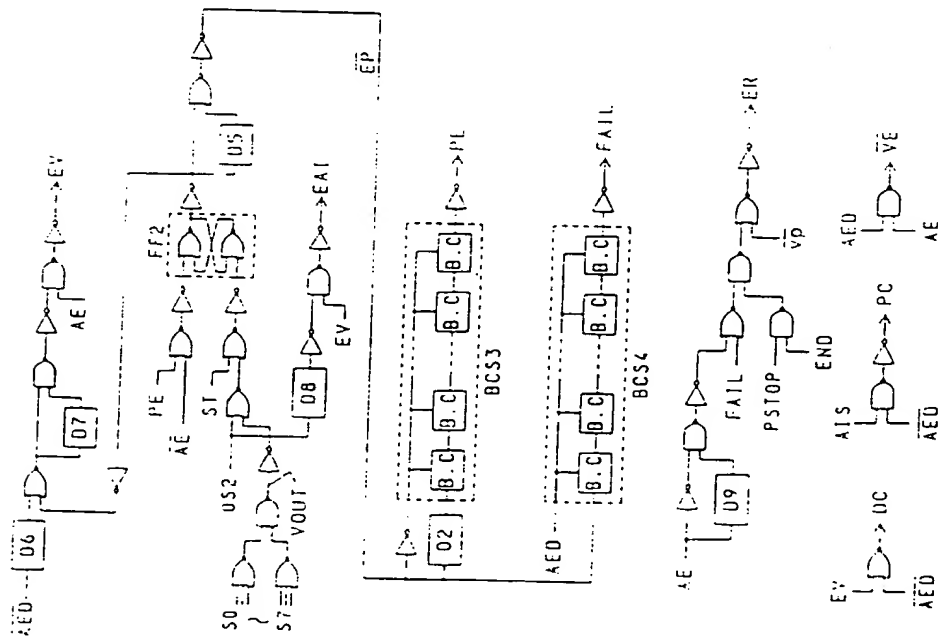 AED
D6
D7
AE
EV
PE
AE
ST
FF2
D5
DS2
D8
EV
EAI
S0
S7
VOUT
EP
D2
B.C
B.C
B.C
B.C
BCS3
AED
B.C
B.C
B.C
B.C
BCS4
FAIL
AE
D9
FAIL
PSTOP
END
VP
ER
EV
AED
DC
AIS
AED
PC
AED
AE
VE